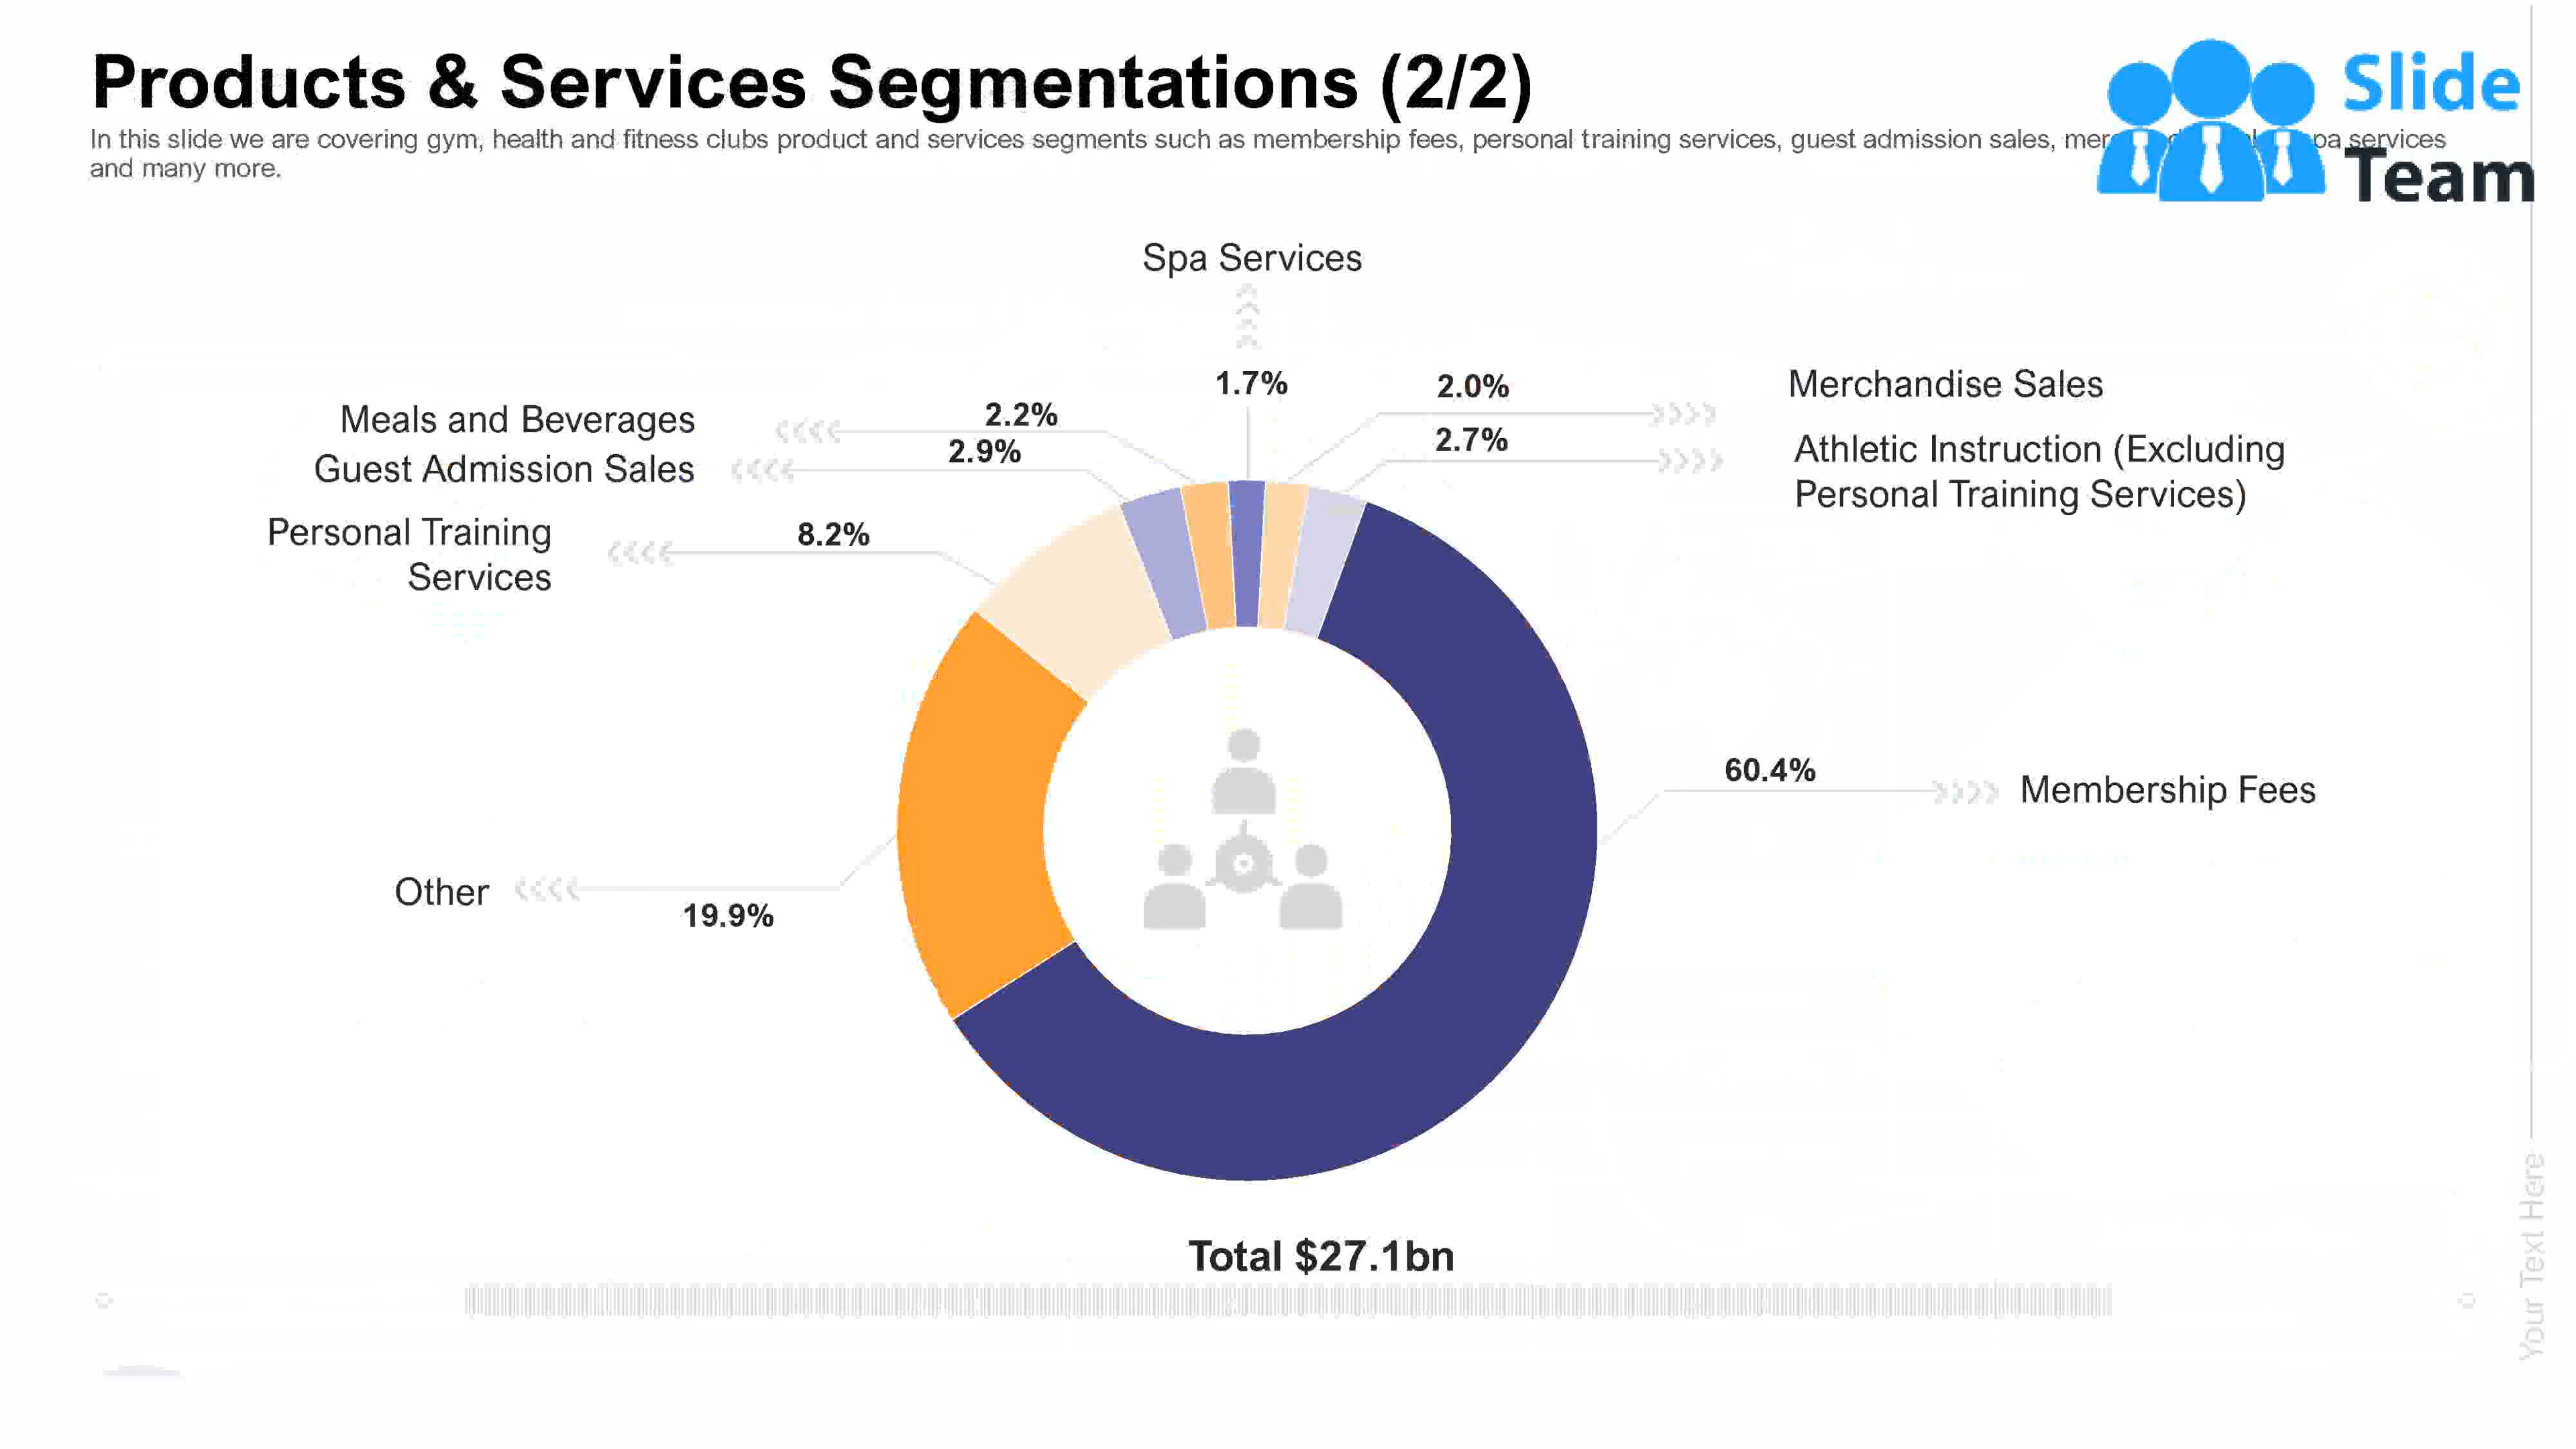 Products & Services Segmentations (2/2)
Slide
Team
In this slide we are covering gym, health and fitness clubs product and services segments such as membership fees, personal training services, guest admission sales, services
and many more.
Spa Services
1.7%
2.0%
Merchandise Sales
Meals and Beverages
2.2%
2.7%
Athletic Instruction (Excluding
Personal Training Services)
Guest Admission Sales
2.9%
Personal Training
Services
8.2%
60.4%
Membership Fees
Other
19.9%
Total $27.1bn
Your Text Here